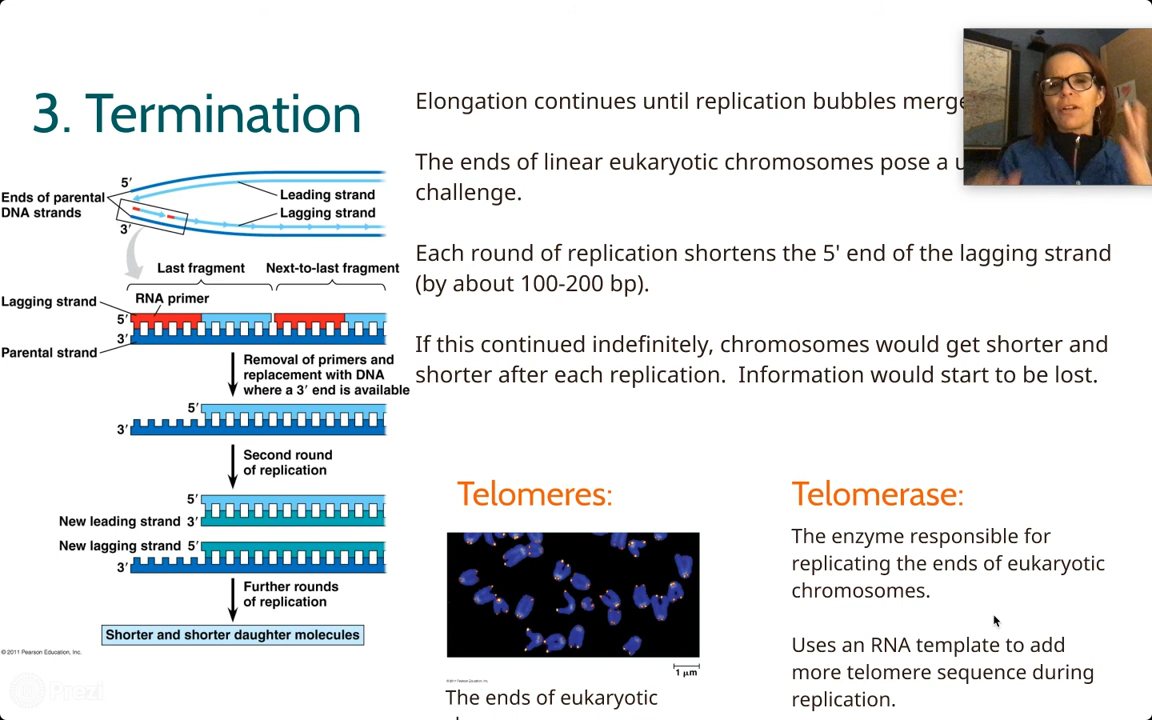 3. Termination
Elongation continues until replication bubbles merge
The ends of linear eukaryotic chromosomes pose a
challenge.
Each round of replication shortens the 5' end of the lagging strand
(by about 100-200 bp).
If this continued indefinitely, chromosomes would get shorter and
shorter after each replication.  Information would start to be lost.
5′
Ends of parental
DNA strands
3′
Leading strand
Lagging strand
Last fragment
Next-to-last fragment
RNA primer
Lagging strand
5′
3′
Parental strand
Removal of primers and
replacement with DNA
where a 3′ end is available
5′
3′
Second round
of replication
5′
New leading strand 3′
New lagging strand 5′
3′
Further rounds
of replication
Shorter and shorter daughter molecules
© 2011 Pearson Education, Inc.
Prezi
Telomeres:
1 µm
©2011 Pearson Education, Inc.
The ends of eukaryotic
Telomerase:
The enzyme responsible for
replicating the ends of eukaryotic
chromosomes.
Uses an RNA template to add
more telomere sequence during
replication.